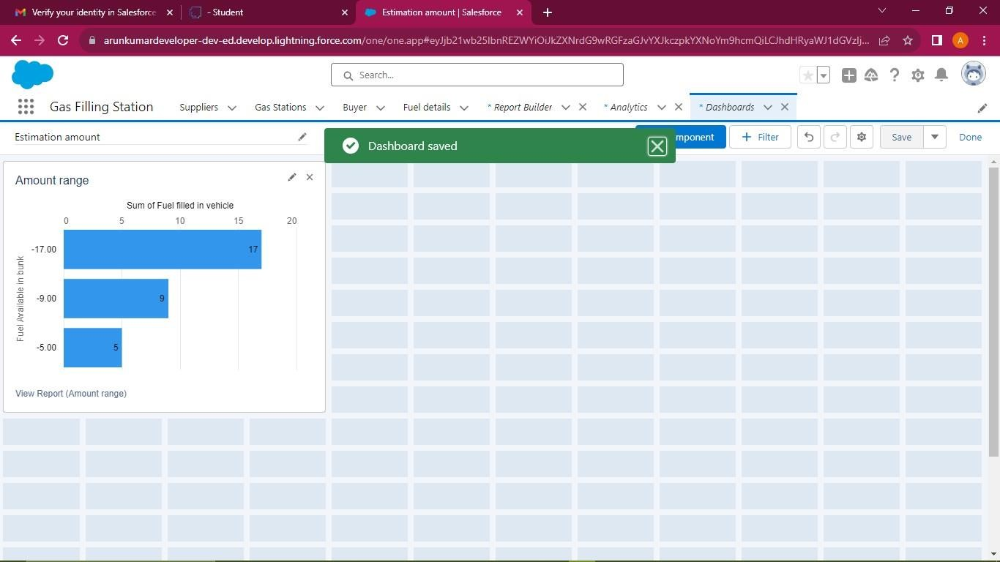 Verify your identity in Salesforce
- Student
Estimation amount | Salesforce
arunkumardeveloper-dev-ed.develop.lightning.force.com/one/one.app#eyJjb21wb25lbnREZWYiOiJkZXNrdG9wRGFzaGJvYXJkczpkYXNoYm9hcmQiLCJhdHRyaWJ1dGVzIj...
A
Search...
Gas Filling Station
Suppliers
Gas Stations
Buyer
Fuel details
* Report Builder
* Analytics
* Dashboards
Estimation amount
Dashboard saved
mponent
+ Filter
Save
Done
Amount range
Sum of Fuel filled in vehicle
0 5 10 15 20
Fuel Available in bunk
-17.00 17
-9.00 9
-5.00 5
View Report (Amount range)